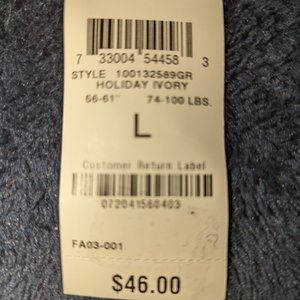 7 33004 54458 3
STYLE 100132589GR
HOLIDAY IVORY
56-61" 74-100 LBS.
L
Customer Return Label
072041560403
FA03-001
$46.00